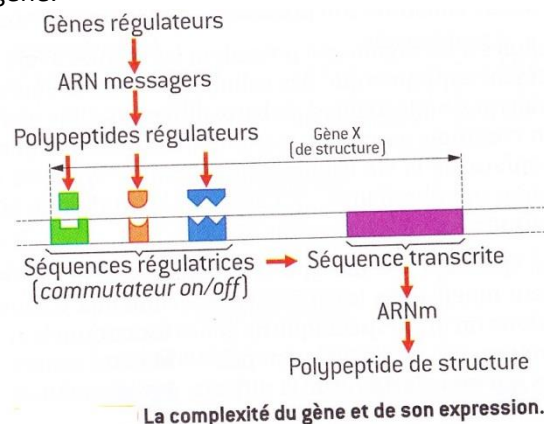 gène.
Gènes régulateurs
ARN messagers
Polypeptides régulateurs
Gène X
(de structure)
Séquences régulatrices
(commutateur on/off)
Séquence transcrite
ARNm
Polypeptide de structure
La complexité du gène et de son expression.